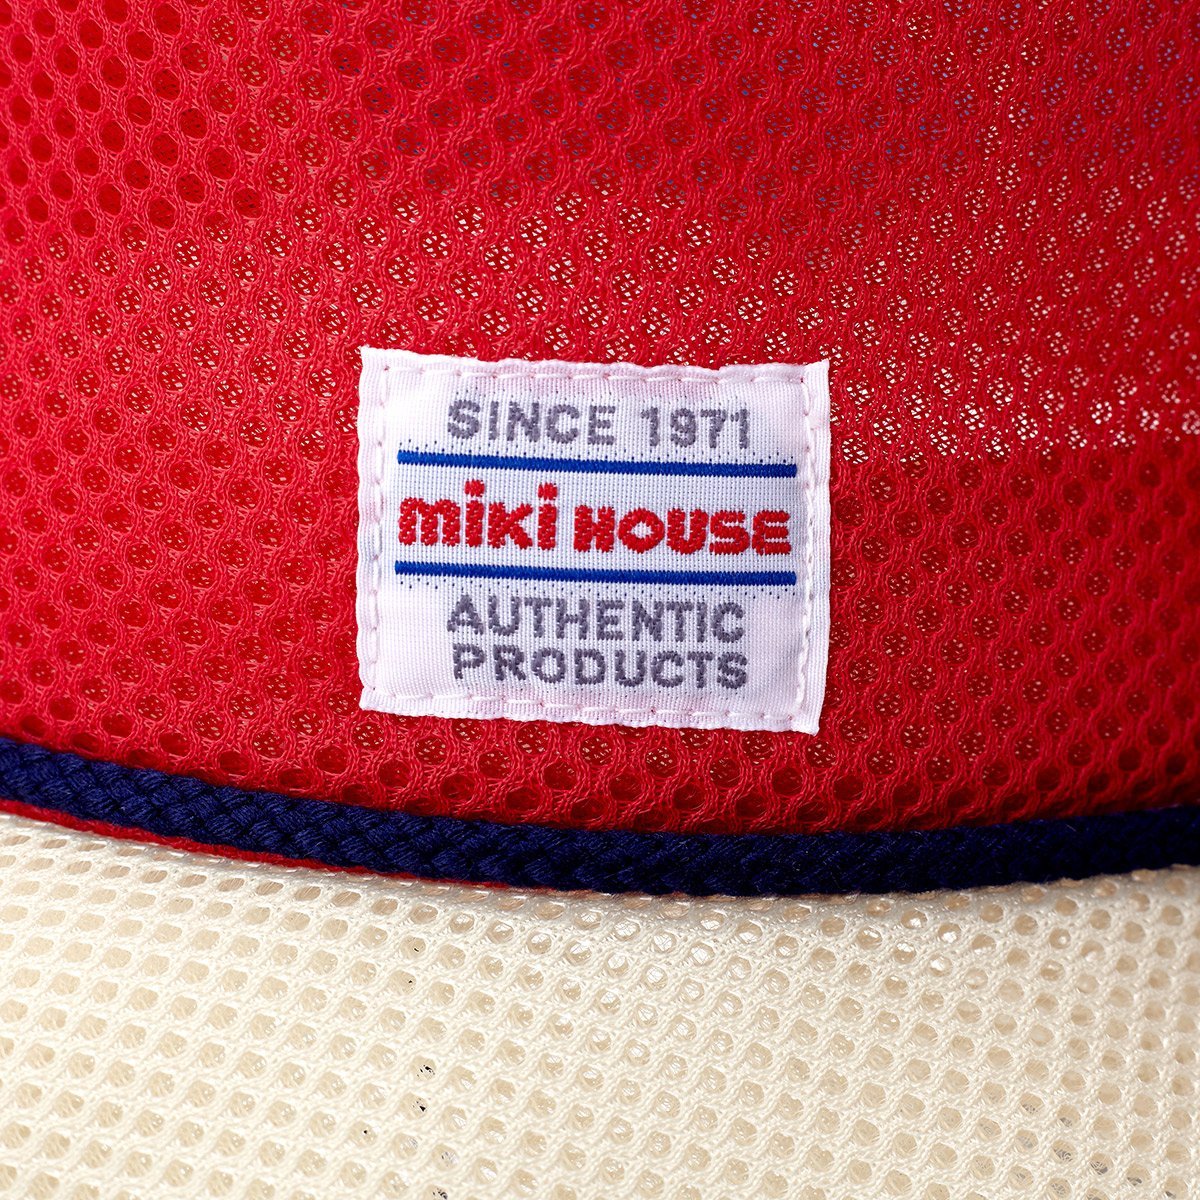 SINCE 1971
miki HOUSE
AUTHENTIC
PRODUCTS